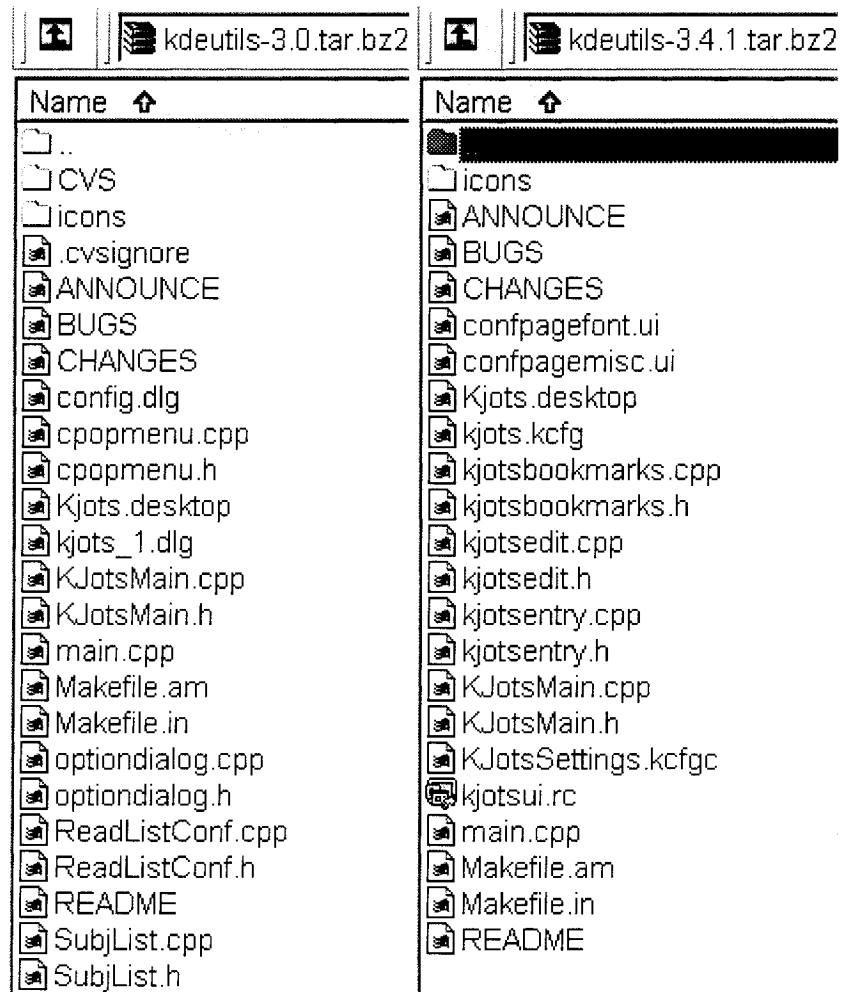 kdeutils-3.0.tar.bz2
Name
..
CVS
icons
.cvsignore
ANNOUNCE
BUGS
CHANGES
config.dlg
cpopmenu.cpp
cpopmenu.h
Kjots.desktop
kjots_1.dlg
KJotsMain.cpp
KJotsMain.h
main.cpp
Makefile.am
Makefile.in
optiondialog.cpp
optiondialog.h
ReadListConf.cpp
ReadListConf.h
README
SubjList.cpp
SubjList.h
kdeutils-3.4.1.tar.bz2
Name
icons
ANNOUNCE
BUGS
CHANGES
confpagefont.ui
confpagemisc.ui
Kjots.desktop
kjots.kcfg
kjotsbookmarks.cpp
kjotsbookmarks.h
kjotsedit.cpp
kjotsedit.h
kjotsentry.cpp
kjotsentry.h
KJotsMain.cpp
KJotsMain.h
KJotsSettings.kcfgc
kjotsui.rc
main.cpp
Makefile.am
Makefile.in
README